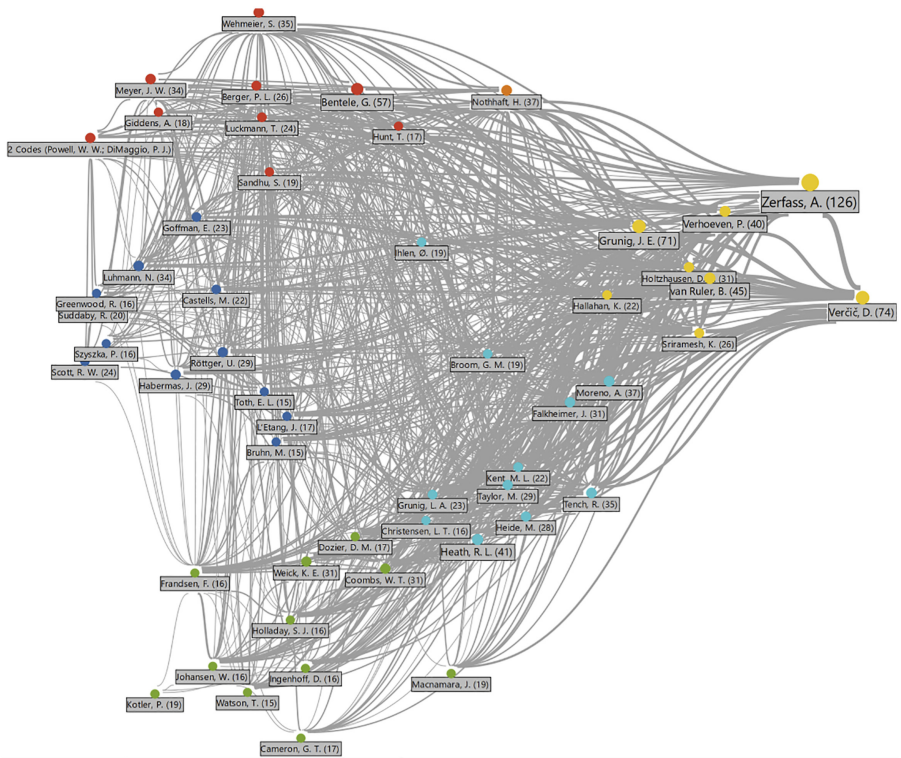 Wehmeier, S. (35)
Meyer, J. W. (34)
Berger, P. L. (26)
Bentele, G. (57)
Nothhaft, H. (37)
Giddens, A. (18)
Luckmann, T. (24)
Hunt, T. (17)
2 Codes (Powell, W. W.; DiMaggio, P. J.)
Sandhu, S. (19)
Zerfass, A. (126)
Goffman, E. (23)
Verhoeven, P. (40)
Grunig, J. E. (71)
Ihlen, Ø. (19)
Luhmann, N. (34)
Holtzhausen, D. (31)
van Ruler, B. (45)
Greenwood, R. (16)
Castells, M. (22)
Hallahan, K. (22)
Verčič, D. (74)
Suddaby, R. (20)
Sriramesh, K. (26)
Szyszka, P. (16)
Röttger, U. (29)
Broom, G. M. (19)
Scott, R. W. (24)
Habermas, J. (29)
Moreno, A. (37)
Toth, E. L. (15)
Falkheimer, J. (31)
L'Etang, J. (17)
Bruhn, M. (15)
Kent, M. L. (22)
Taylor, M. (29)
Grunig, L. A. (23)
Tench, R. (35)
Christensen, L. T. (16)
Heide, M. (28)
Dozier, D. M. (17)
Heath, R. L. (41)
Weick, K. E. (31)
Coombs, W. T. (31)
Frandsen, F. (16)
Holladay, S. J. (16)
Johansen, W. (16)
Ingenhoff, D. (16)
Macnamara, J. (19)
Kotler, P. (19)
Watson, T. (15)
Cameron, G. T. (17)